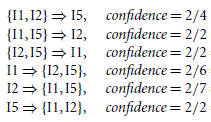 {I1,I2} ⇒ I5, confidence = 2/4
{I1,I5} ⇒ I2, confidence = 2/2
{I2,I5} ⇒ I1, confidence = 2/2
I1 ⇒ {I2,I5}, confidence = 2/6
I2 ⇒ {I1,I5}, confidence = 2/7
I5 ⇒ {I1,I2}, confidence = 2/2